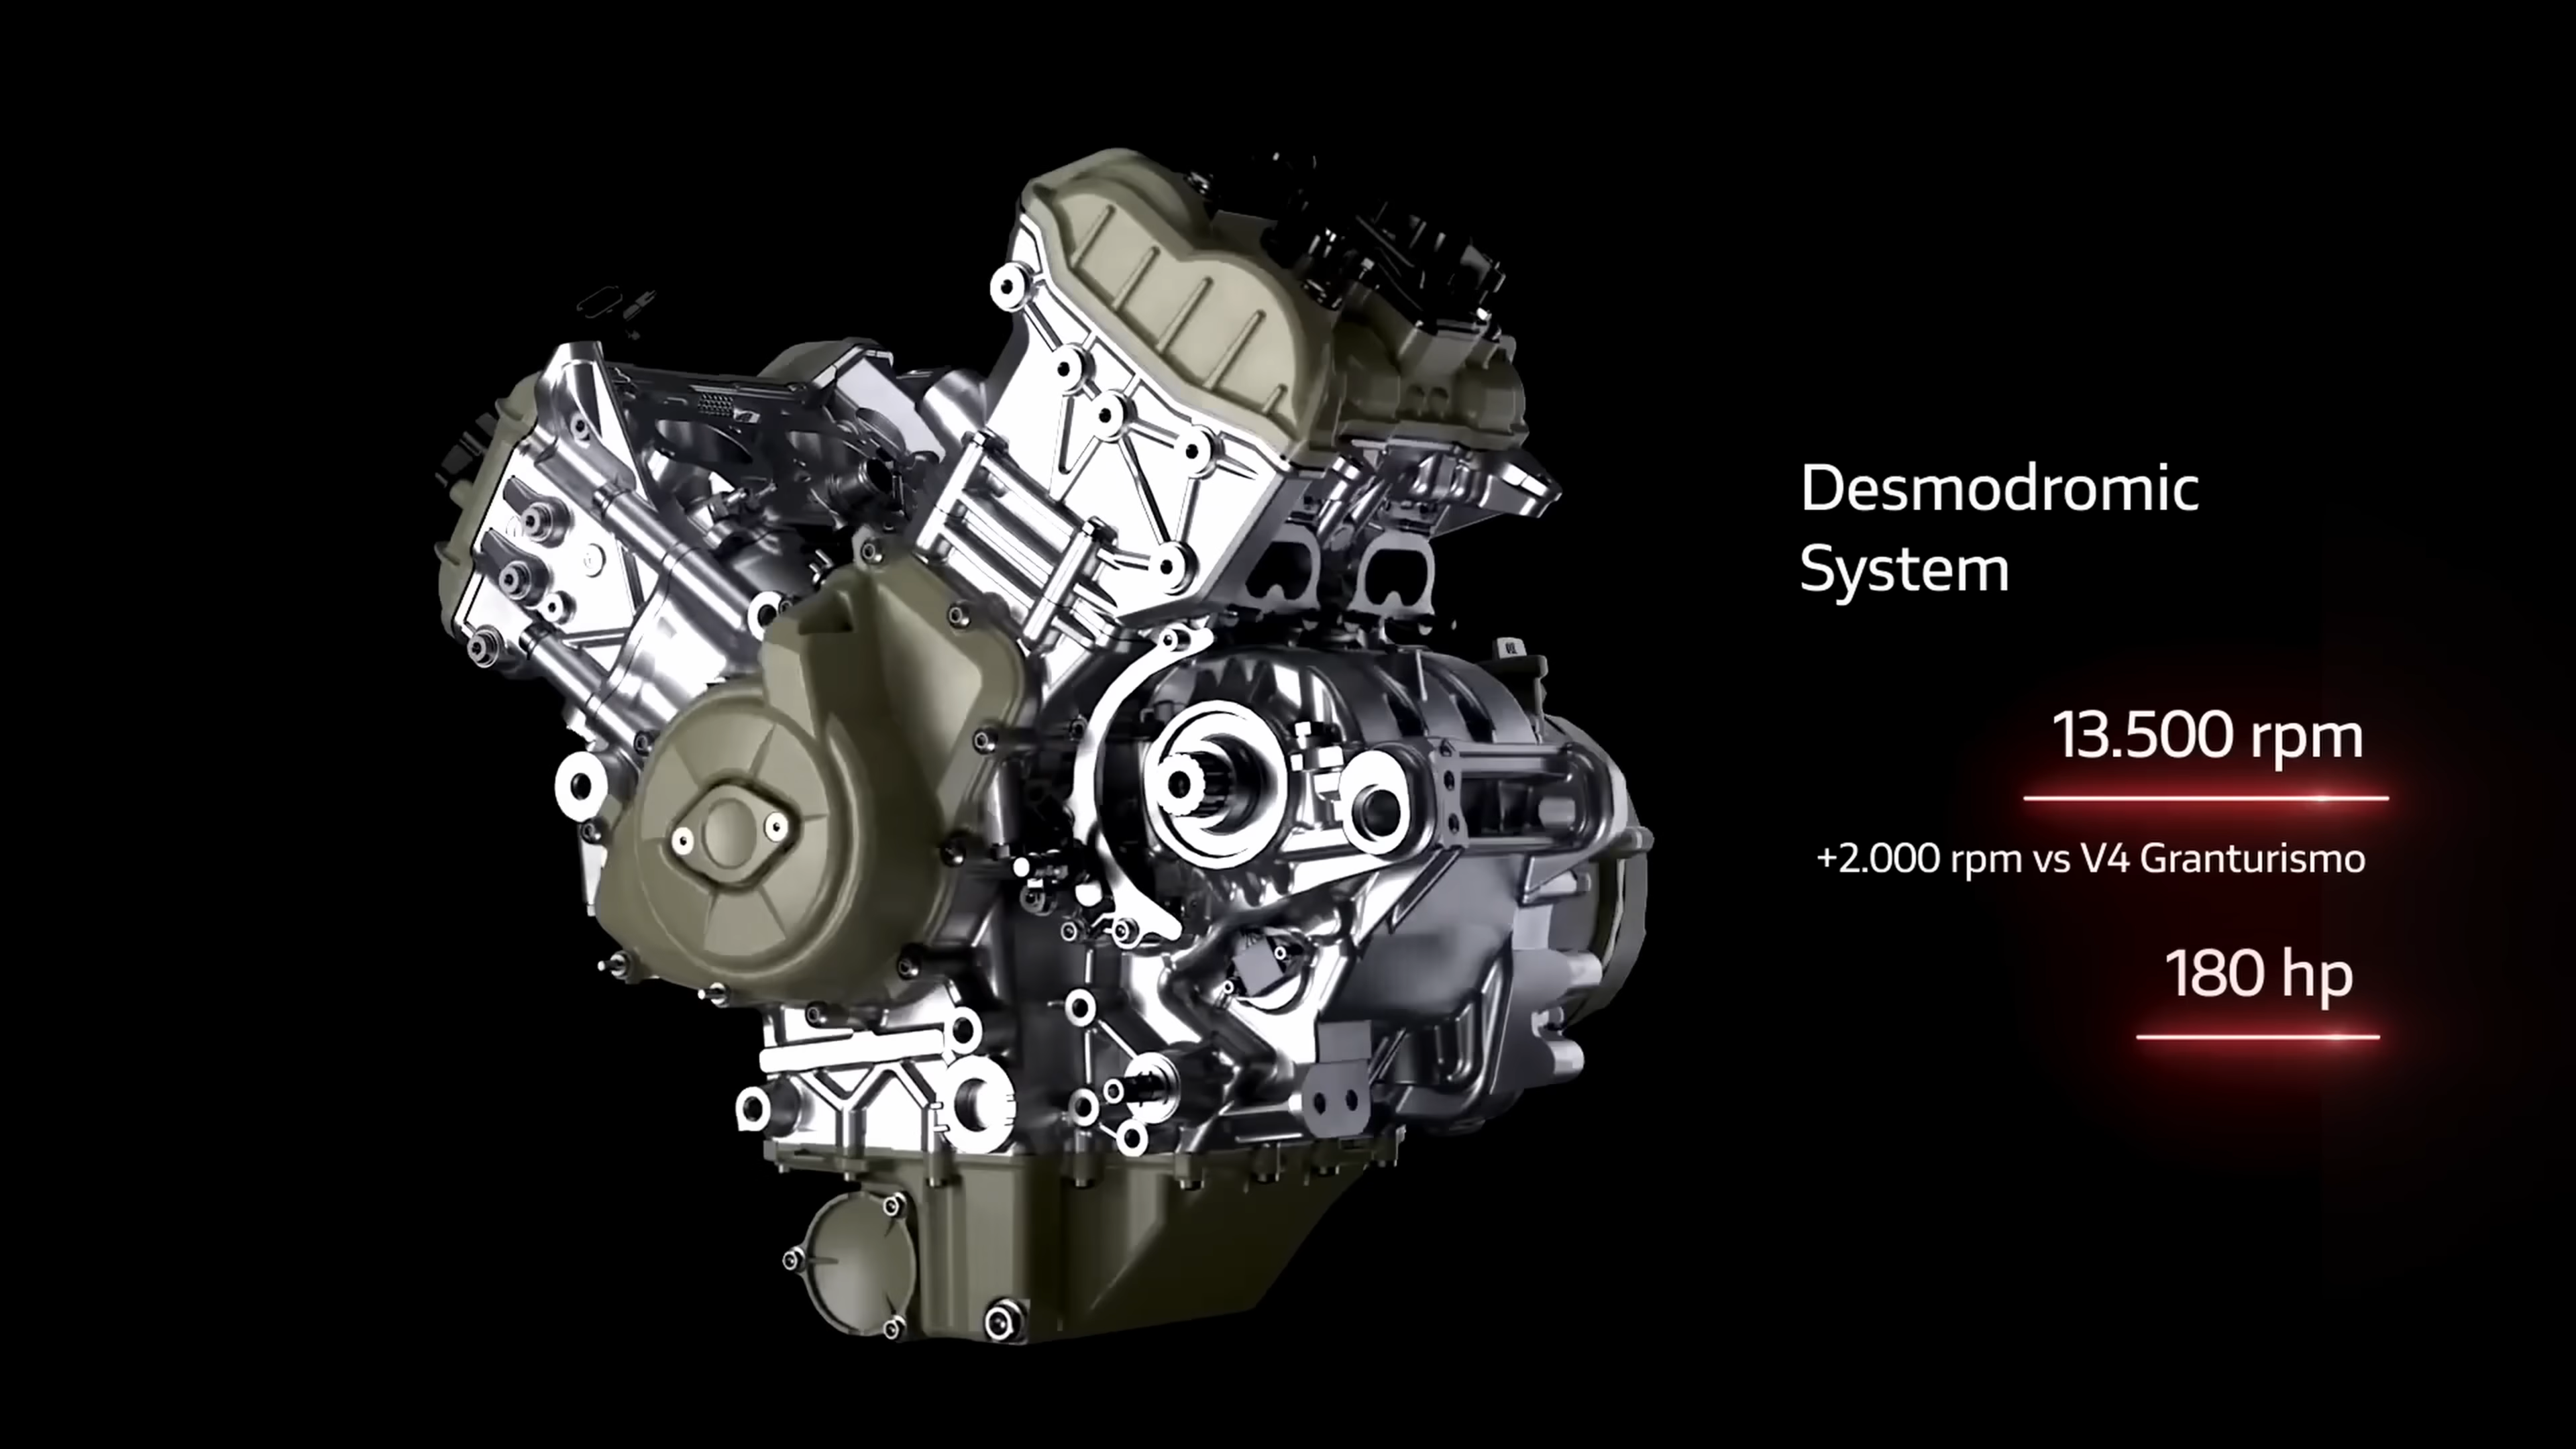 Desmodromic
System
13.500 rpm
+2.000 rpm vs V4 Granturismo
180 hp